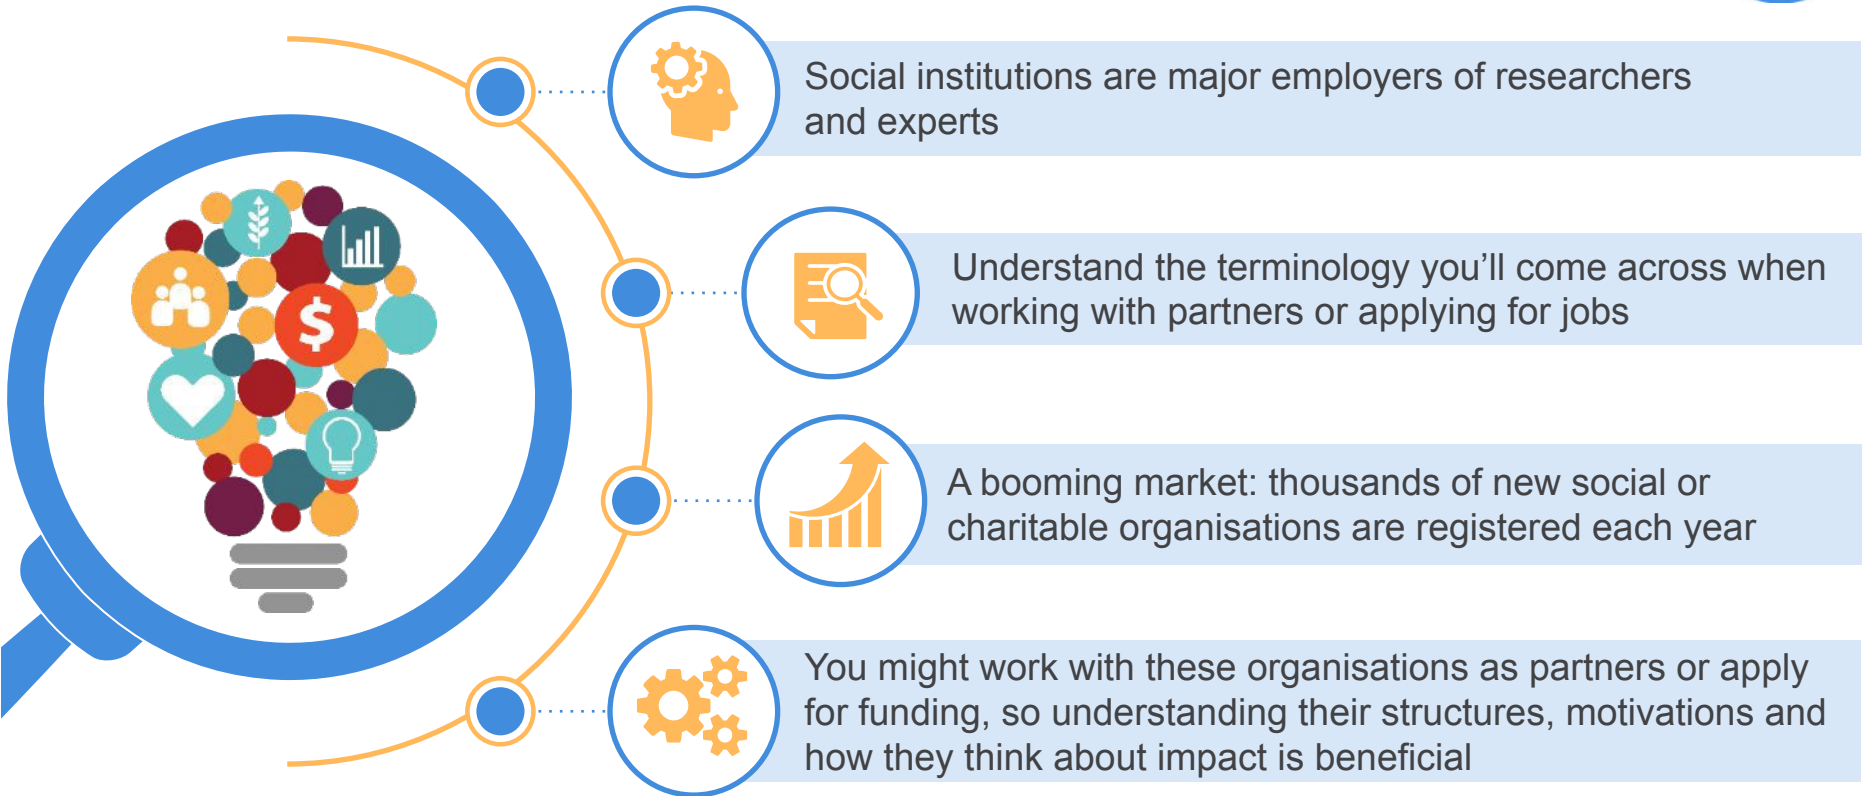 Social institutions are major employers of researchers
and experts
Understand the terminology you’ll come across when
working with partners or applying for jobs
A booming market: thousands of new social or
charitable organisations are registered each year
You might work with these organisations as partners or apply
for funding, so understanding their structures, motivations and
how they think about impact is beneficial
$